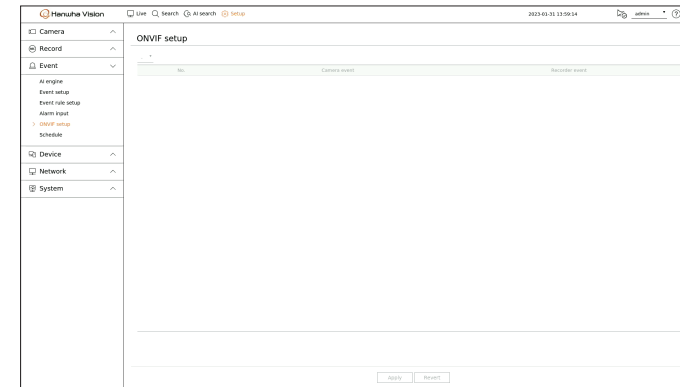 Hanwha Vision
Live Search AI search Setup 2023-01-31 13:59:14 admin ?
Camera
Record
Event
AI engine
Event setup
Event rule setup
Alarm input
> ONVIF setup
Schedule
Device
Network
System
ONVIF setup
No. Camera event Recorder event
Apply Revert